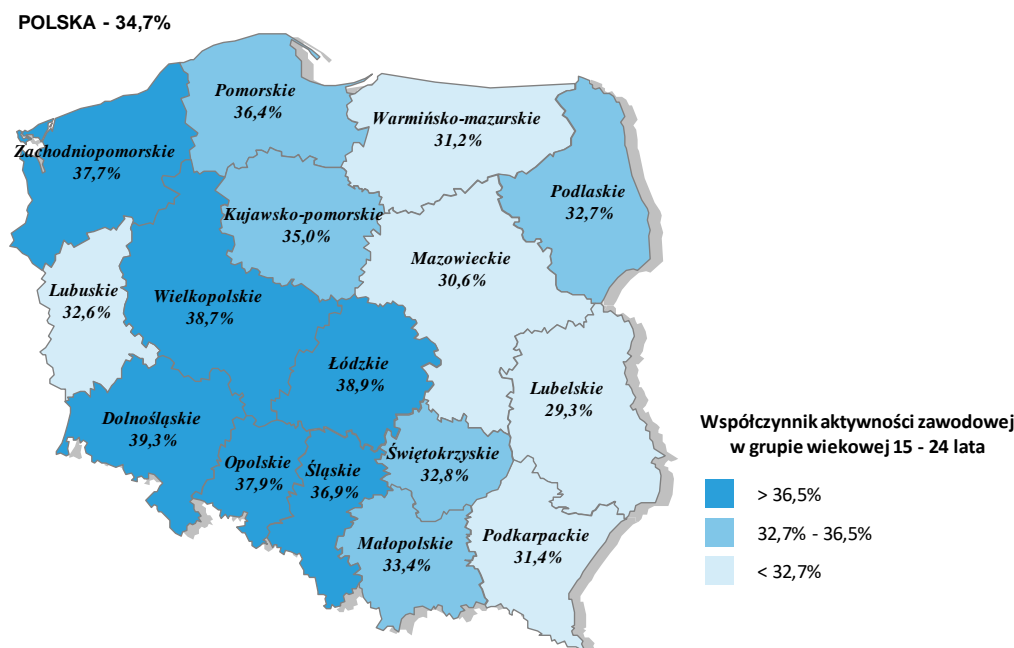 POLSKA - 34,7%
Pomorskie
36,4%
Warmińsko-mazurskie
31,2%
Zachodniopomorskie
37,7%
Podlaskie
32,7%
Kujawsko-pomorskie
35,0%
Mazowieckie
30,6%
Lubuskie
32,6%
Wielkopolskie
38,7%
Łódzkie
38,9%
Lubelskie
29,3%
Dolnośląskie
39,3%
Opolskie
37,9%
Śląskie
36,9%
Świętokrzyskie
32,8%
Małopolskie
33,4%
Podkarpackie
31,4%
Współczynnik aktywności zawodowej
w grupie wiekowej 15 - 24 lata
> 36,5%
32,7% - 36,5%
< 32,7%